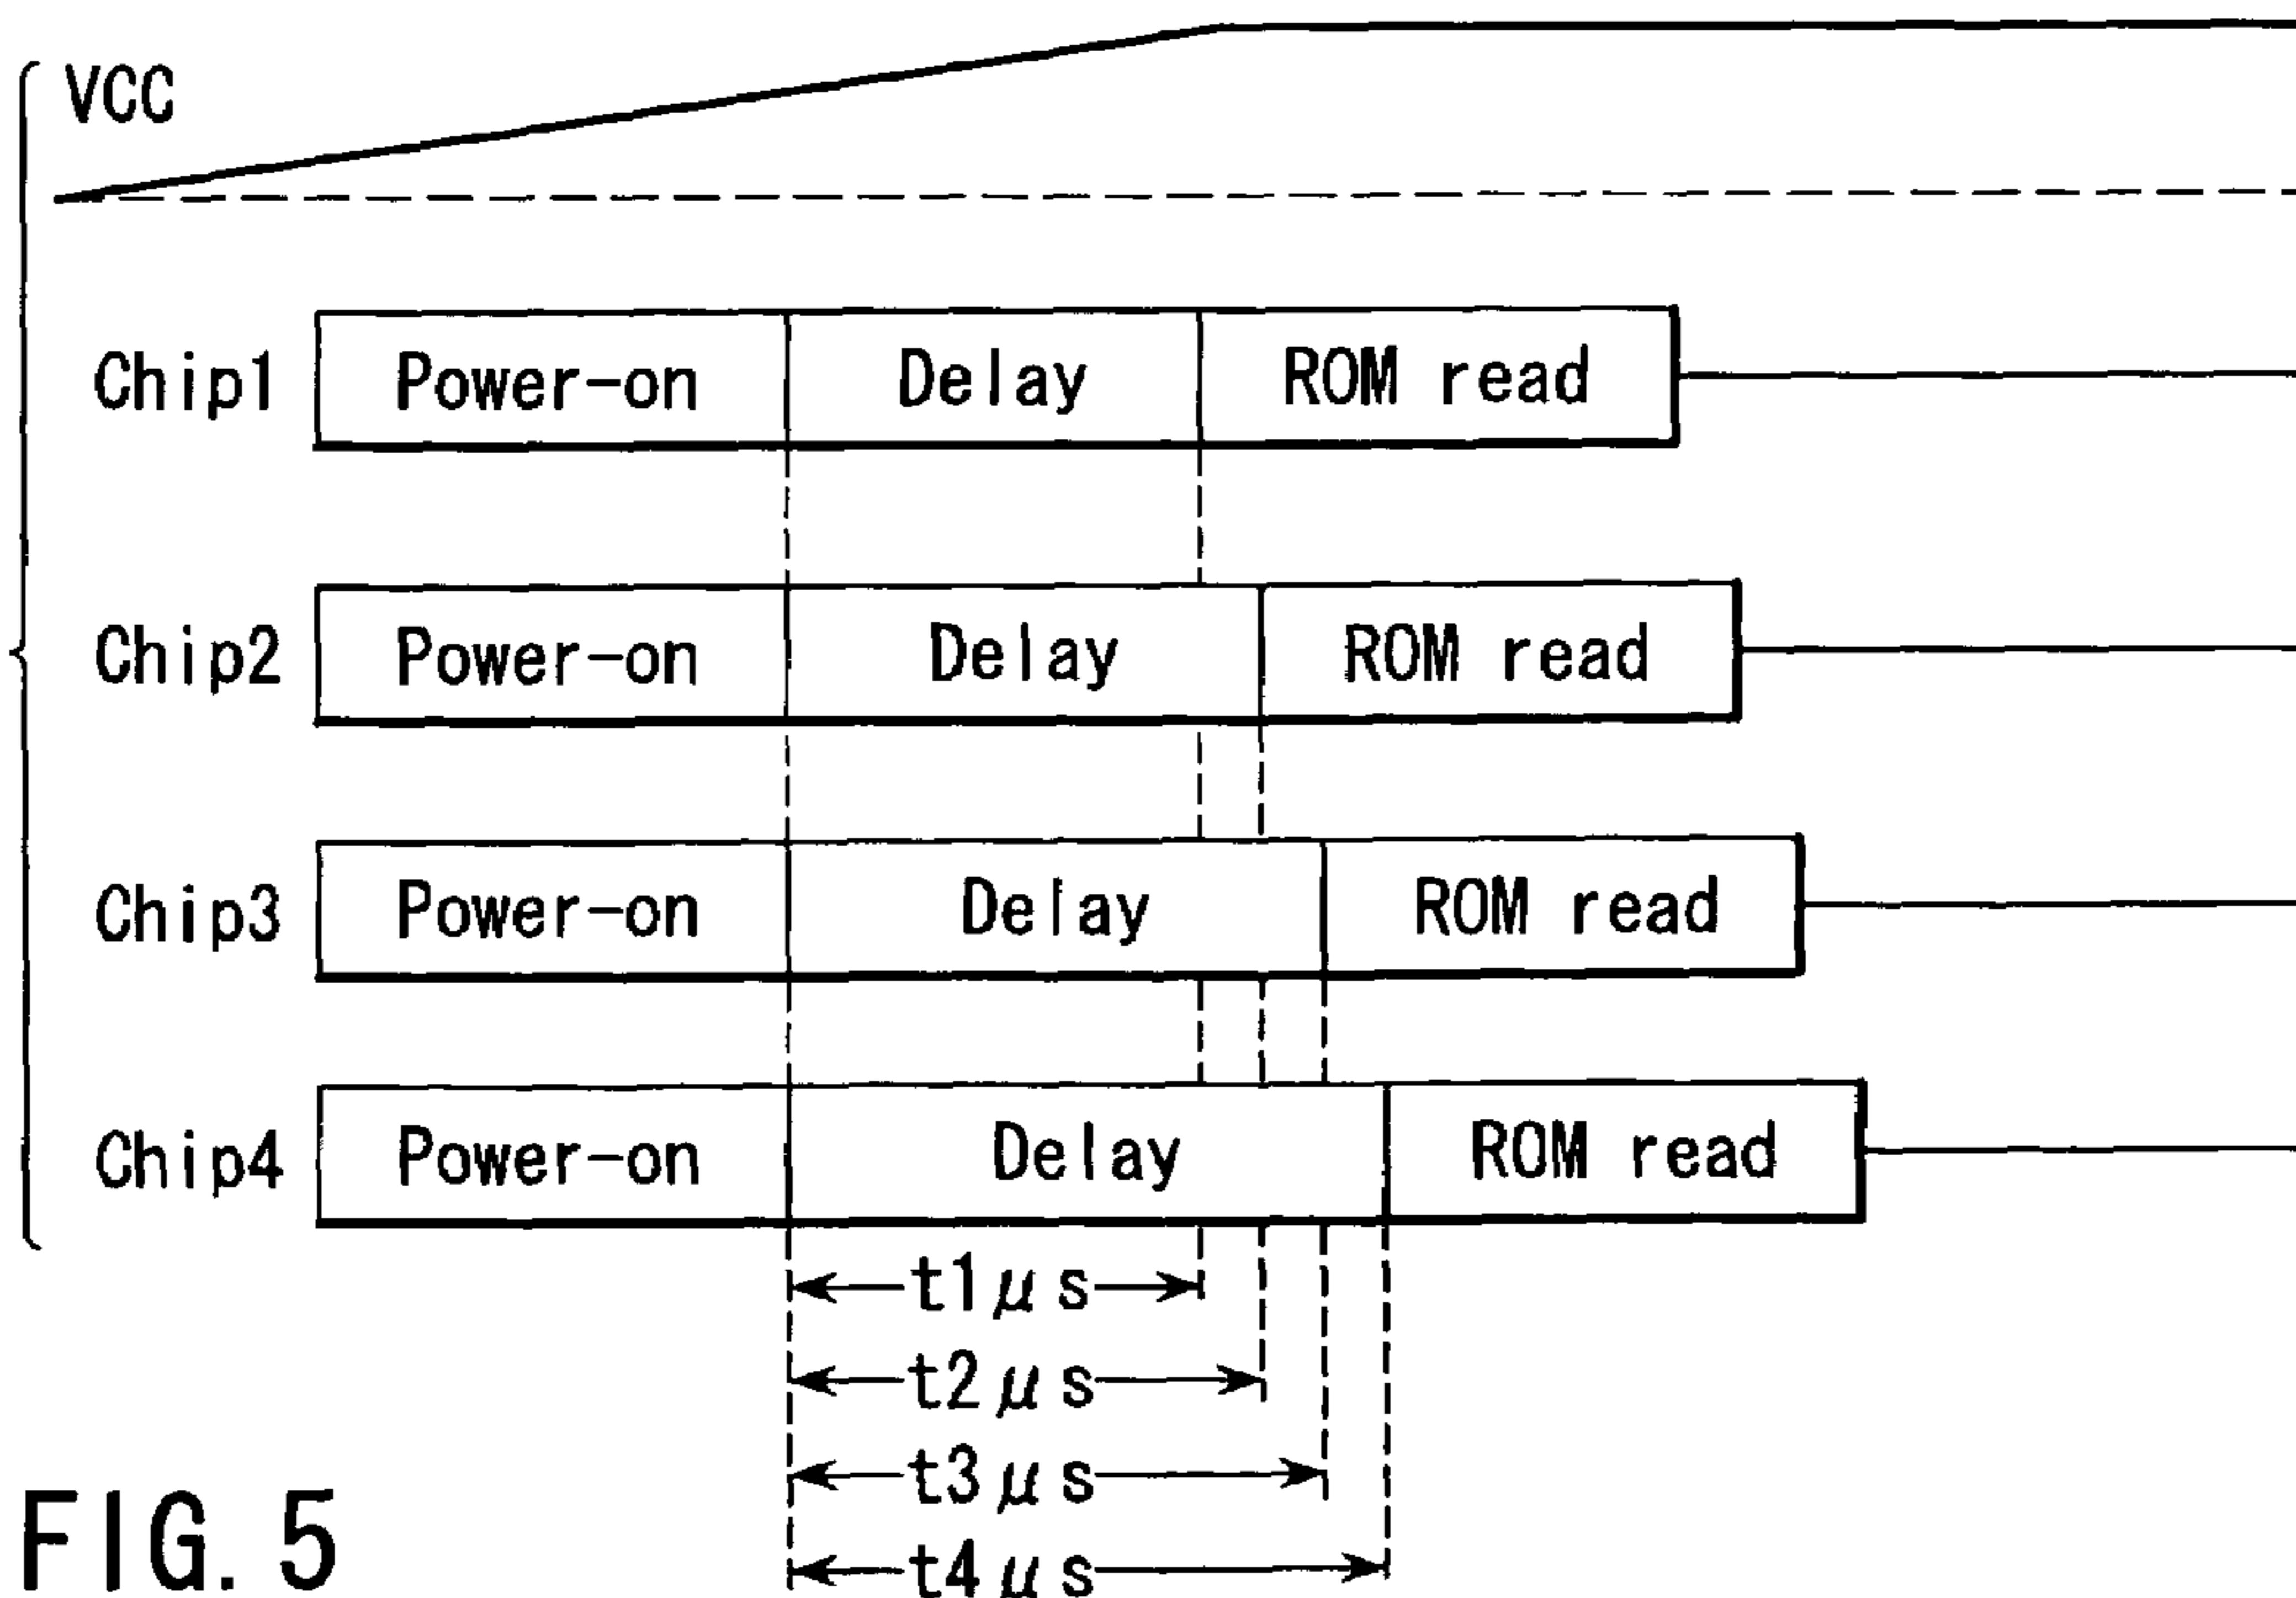 VCC
Chip1 Power-on Delay ROM read
Chip2 Power-on Delay ROM read
Chip3 Power-on Delay ROM read
Chip4 Power-on Delay ROM read
t1μs
t2μs
t3μs
t4μs
FIG. 5